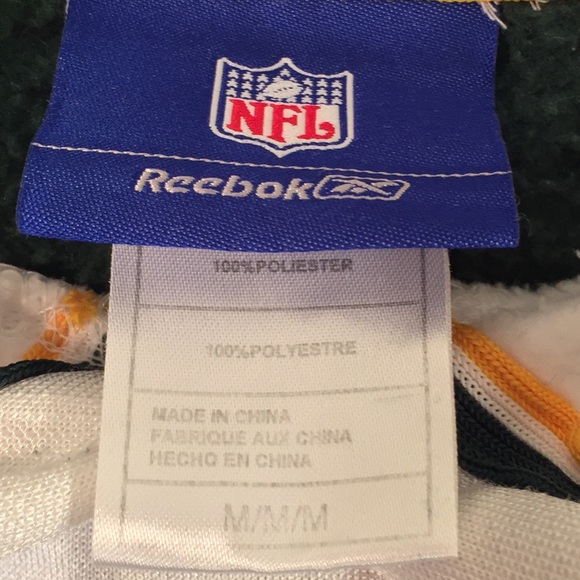 NFL
Reebok
100%POLIESTER
100%POLYESTRE
MADE IN CHINA
FABRIQUE AUX CHINA
HECHO EN CHINA
M/M/M